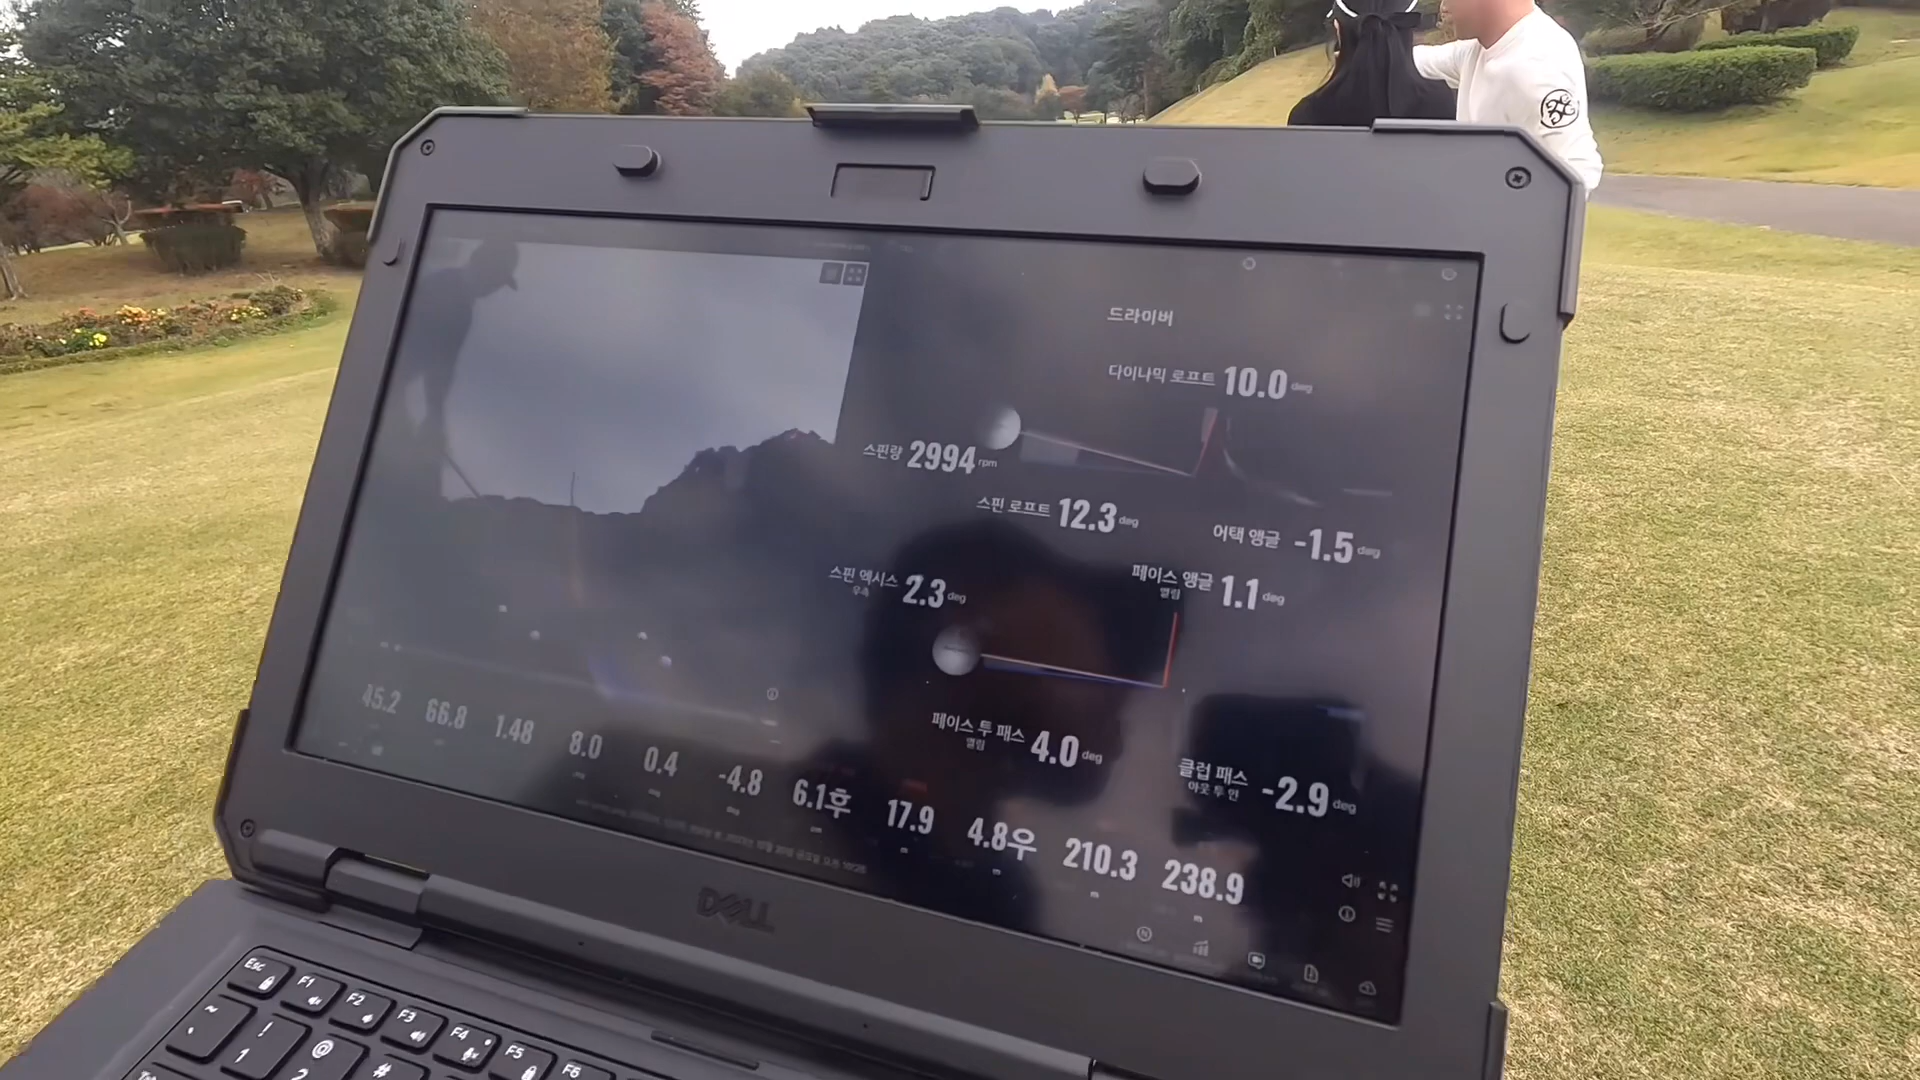 드라이버
다이나믹 로프트 10.0 deg
스핀량 2994 rpm
스핀 로프트 12.3 deg
어택 앵글 -1.5 deg
스핀 엑시스 2.3 deg
우측
페이스 앵글 1.1 deg
열림
페이스 투 패스 4.0 deg
열림
클럽 패스 -2.9 deg
아웃 투 인
45.2 66.8 1.48 8.0 0.4 -4.8 6.1후 17.9 4.8우 210.3 238.9
DELL
Esc F1 F2 F3 F4 F5 F6
~ ! @ #
1 2